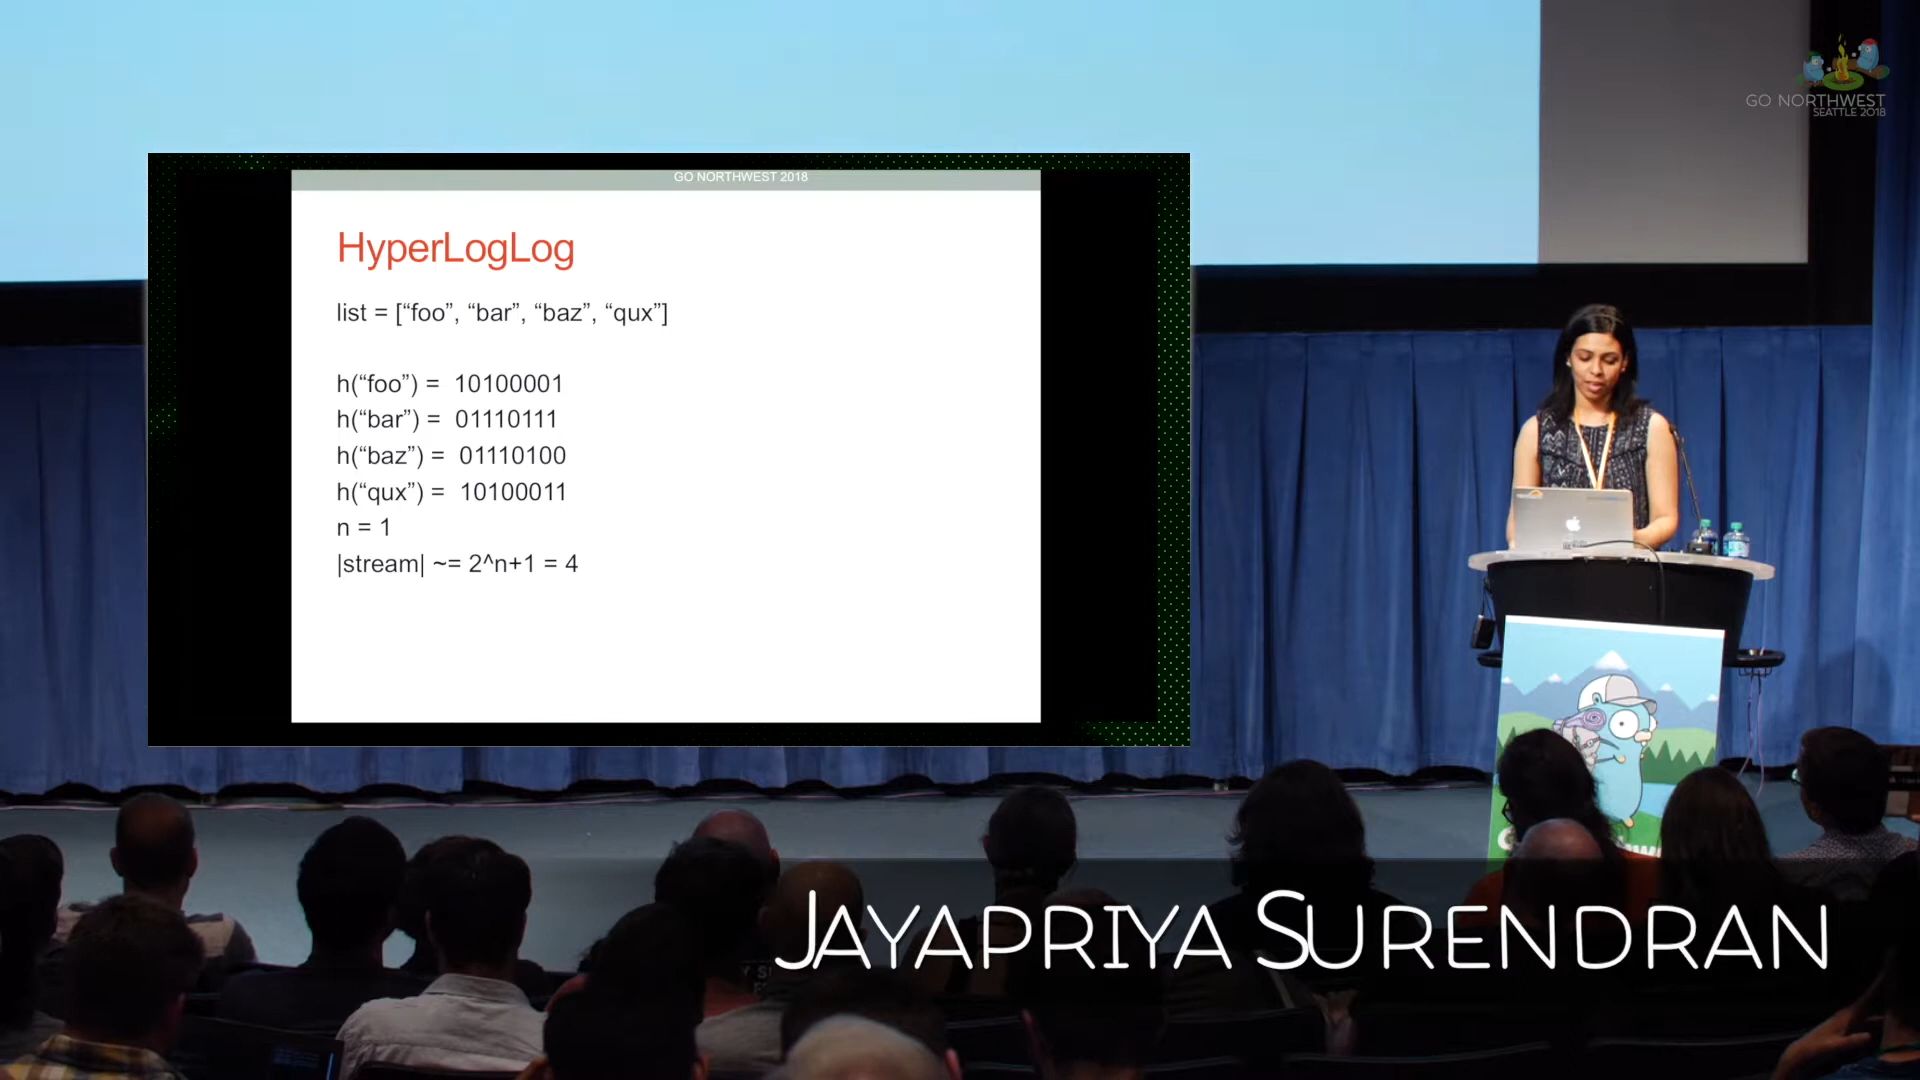 GO NORTHWEST
SEATTLE 2018
GO NORTHWEST 2018
HyperLogLog
list = [“foo”, “bar”, “baz”, “qux”]
h(“foo”) = 10100001
h(“bar”) = 01110111
h(“baz”) = 01110100
h(“qux”) = 10100011
n = 1
|stream| ~= 2^n+1 = 4
JAYAPRIYA SURENDRAN